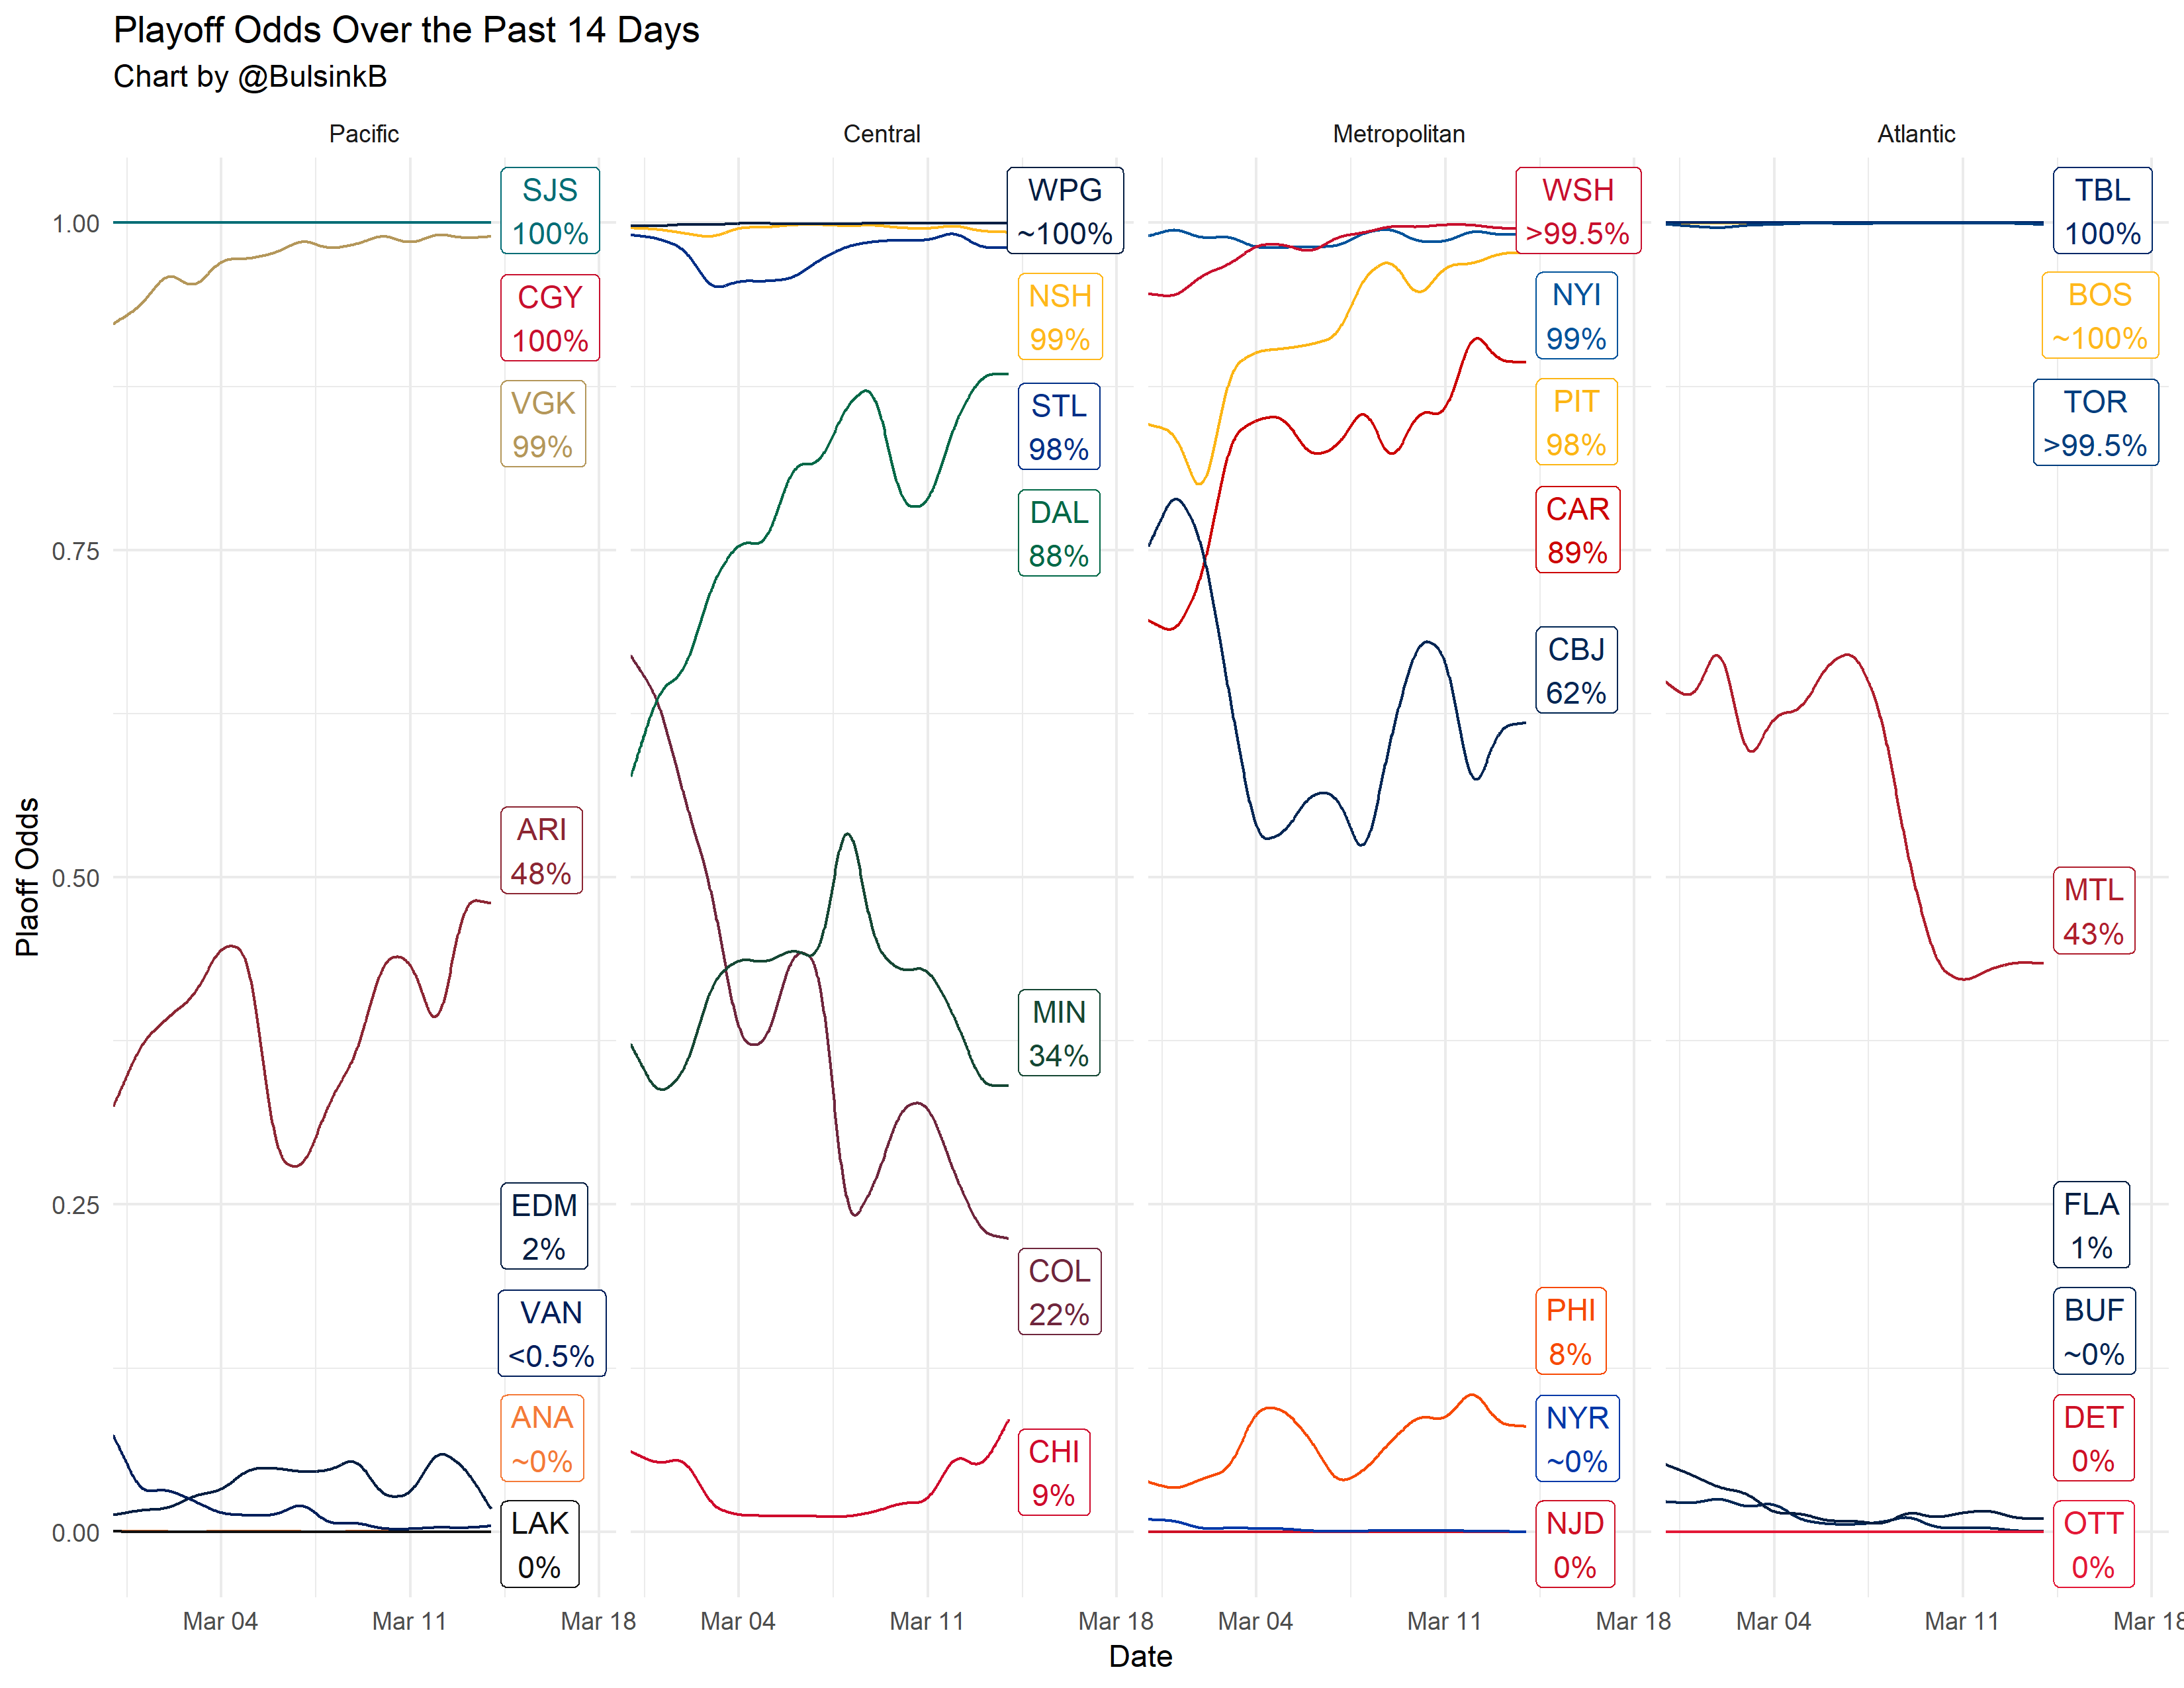 Playoff Odds Over the Past 14 Days
Chart by @BulsinkB
Pacific
Central
Metropolitan
Atlantic
Plaoff Odds
1.00
0.75
0.50
0.25
0.00
SJS
100%
CGY
100%
VGK
99%
ARI
48%
EDM
2%
VAN
<0.5%
ANA
~0%
LAK
0%
WPG
~100%
NSH
99%
STL
98%
DAL
88%
MIN
34%
COL
22%
CHI
9%
WSH
>99.5%
NYI
99%
PIT
98%
CAR
89%
CBJ
62%
PHI
8%
NYR
~0%
NJD
0%
TBL
100%
BOS
~100%
TOR
>99.5%
MTL
43%
FLA
1%
BUF
~0%
DET
0%
OTT
0%
Mar 04 Mar 11 Mar 18
Mar 04 Mar 11 Mar 18
Mar 04 Mar 11 Mar 18
Mar 04 Mar 11 Mar 18
Date